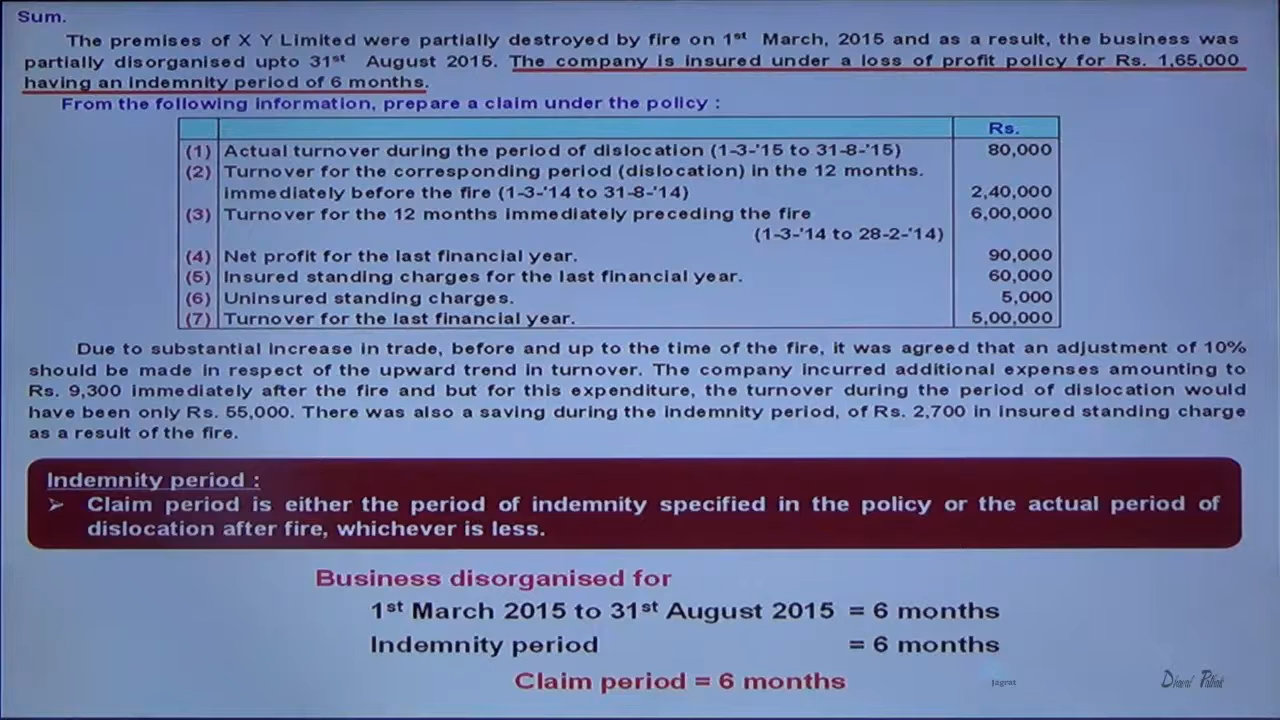 Sum.
The premises of X Y Limited were partially destroyed by fire on 1st March, 2015 and as a result, the business was
partially disorganised upto 31st August 2015. The company is insured under a loss of profit policy for Rs. 1,65,000
having an indemnity period of 6 months.
From the following information, prepare a claim under the policy :
Rs.
(1) Actual turnover during the period of dislocation (1-3-'15 to 31-8-'15) 80,000
(2) Turnover for the corresponding period (dislocation) in the 12 months.
immediately before the fire (1-3-'14 to 31-8-'14) 2,40,000
(3) Turnover for the 12 months immediately preceding the fire 6,00,000
(1-3-'14 to 28-2-'14)
(4) Net profit for the last financial year. 90,000
(5) Insured standing charges for the last financial year. 60,000
(6) Uninsured standing charges. 5,000
(7) Turnover for the last financial year. 5,00,000
Due to substantial increase in trade, before and up to the time of the fire, it was agreed that an adjustment of 10%
should be made in respect of the upward trend in turnover. The company incurred additional expenses amounting to
Rs. 9,300 immediately after the fire and but for this expenditure, the turnover during the period of dislocation would
have been only Rs. 55,000. There was also a saving during the indemnity period, of Rs. 2,700 in insured standing charge
as a result of the fire.
Indemnity period :
➢ Claim period is either the period of indemnity specified in the policy or the actual period of
dislocation after fire, whichever is less.
Business disorganised for
1st March 2015 to 31st August 2015 = 6 months
Indemnity period = 6 months
Claim period = 6 months
Jagrat